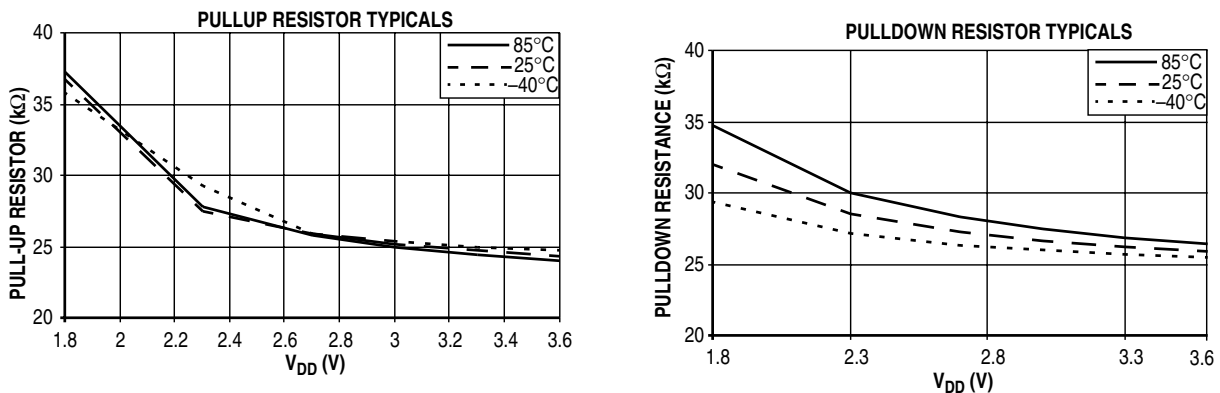 PULLUP RESISTOR TYPICALS
PULL-UP RESISTOR (kΩ)
40
35
30
25
20
85°C
25°C
–40°C
1.8 2 2.2 2.4 2.6 2.8 3 3.2 3.4 3.6
VDD (V)
PULLDOWN RESISTOR TYPICALS
PULLDOWN RESISTANCE (kΩ)
40
35
30
25
20
85°C
25°C
–40°C
1.8 2.3 2.8 3.3 3.6
VDD (V)